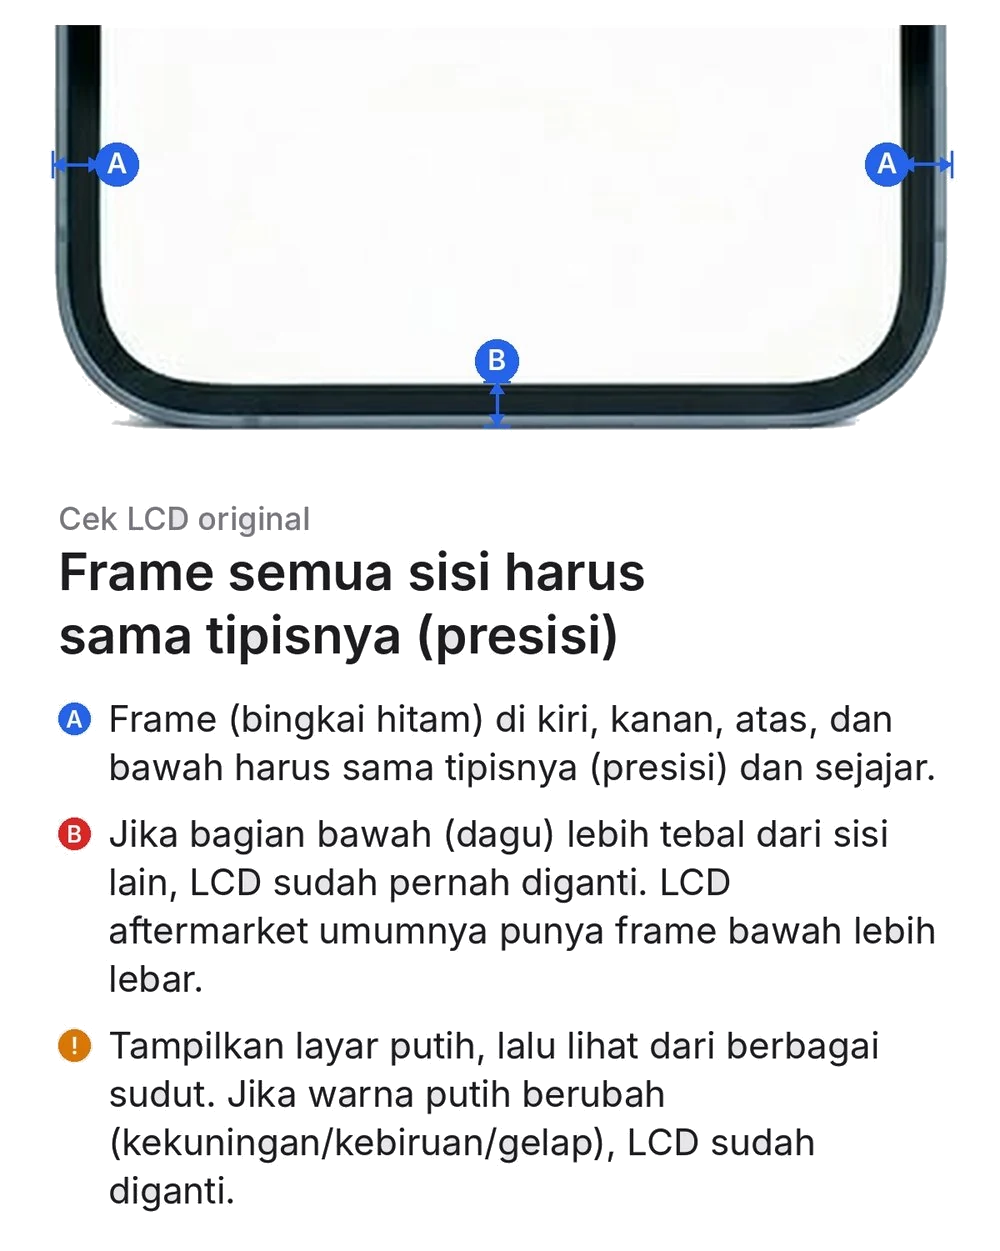 A
A
B
Cek LCD original
Frame semua sisi harus
sama tipisnya (presisi)
A Frame (bingkai hitam) di kiri, kanan, atas, dan
bawah harus sama tipisnya (presisi) dan sejajar.
B Jika bagian bawah (dagu) lebih tebal dari sisi
lain, LCD sudah pernah diganti. LCD
aftermarket umumnya punya frame bawah lebih
lebar.
! Tampilkan layar putih, lalu lihat dari berbagai
sudut. Jika warna putih berubah
(kekuningan/kebiruan/gelap), LCD sudah
diganti.